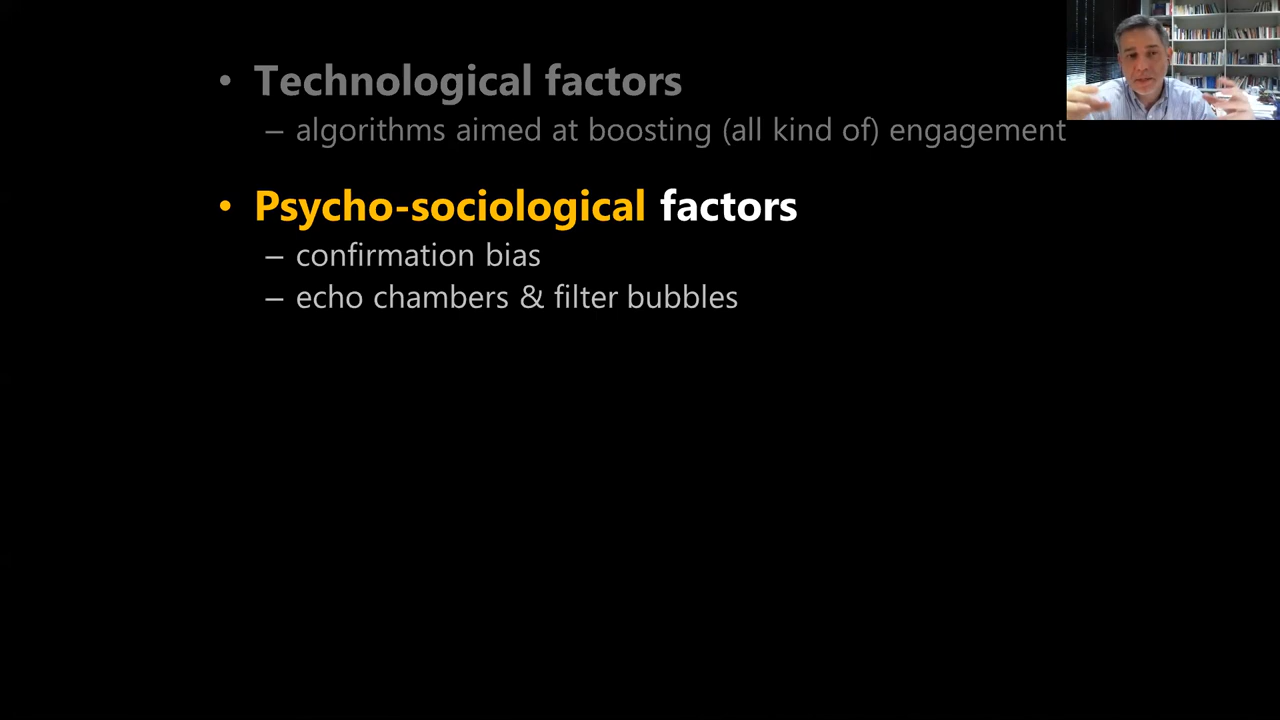 • Technological factors
– algorithms aimed at boosting (all kind of) engagement
• Psycho-sociological factors
– confirmation bias
– echo chambers & filter bubbles